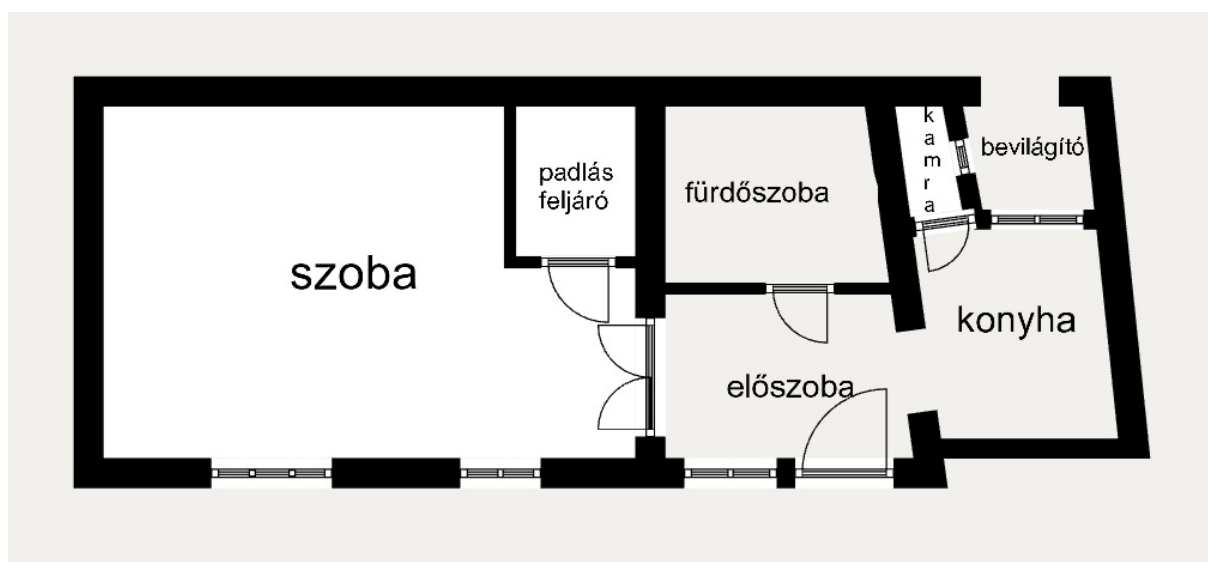 szoba
padlás
feljáró
fürdőszoba
előszoba
kamra
bevilágító
konyha